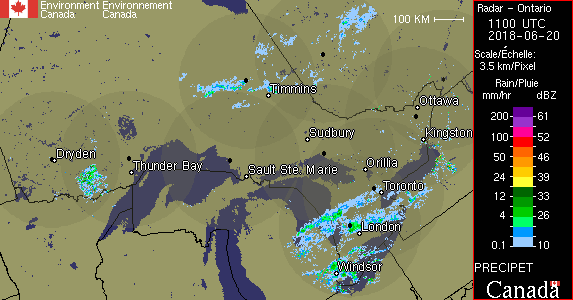 Environment Environnement
Canada Canada
100 KM
Timmins
Ottawa
Sudbury
Kingston
Dryden
Thunder Bay
Sault Ste. Marie
Orillia
Toronto
London
Windsor
Radar - Ontario
1100 UTC
2018-06-20
Scale/Échelle:
3.5 km/Pixel
Rain/Pluie
mm/hr dBZ
200 61
100 52
50 46
24 39
12 33
4 26
0.1 10
PRECIPET
Canada